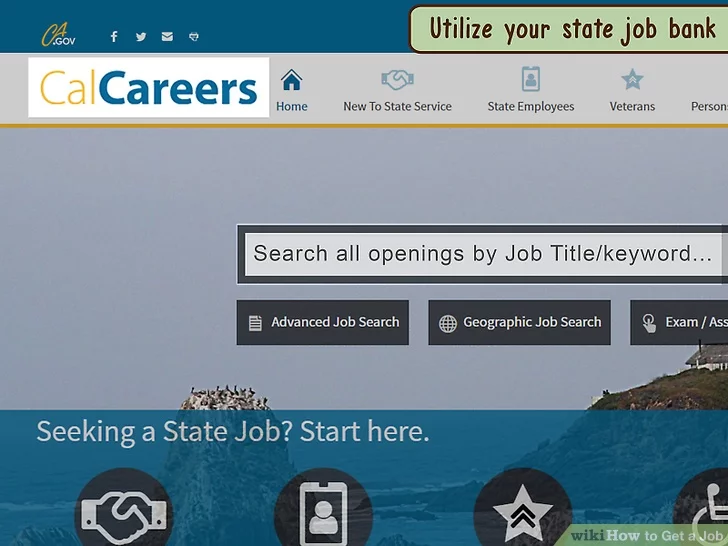 Utilize your state job bank
CA.GOV
CalCareers
Home
New To State Service
State Employees
Veterans
Search all openings by Job Title/keyword...
Advanced Job Search
Geographic Job Search
Exam /
Seeking a State Job? Start here.
wikiHow to Get a Job